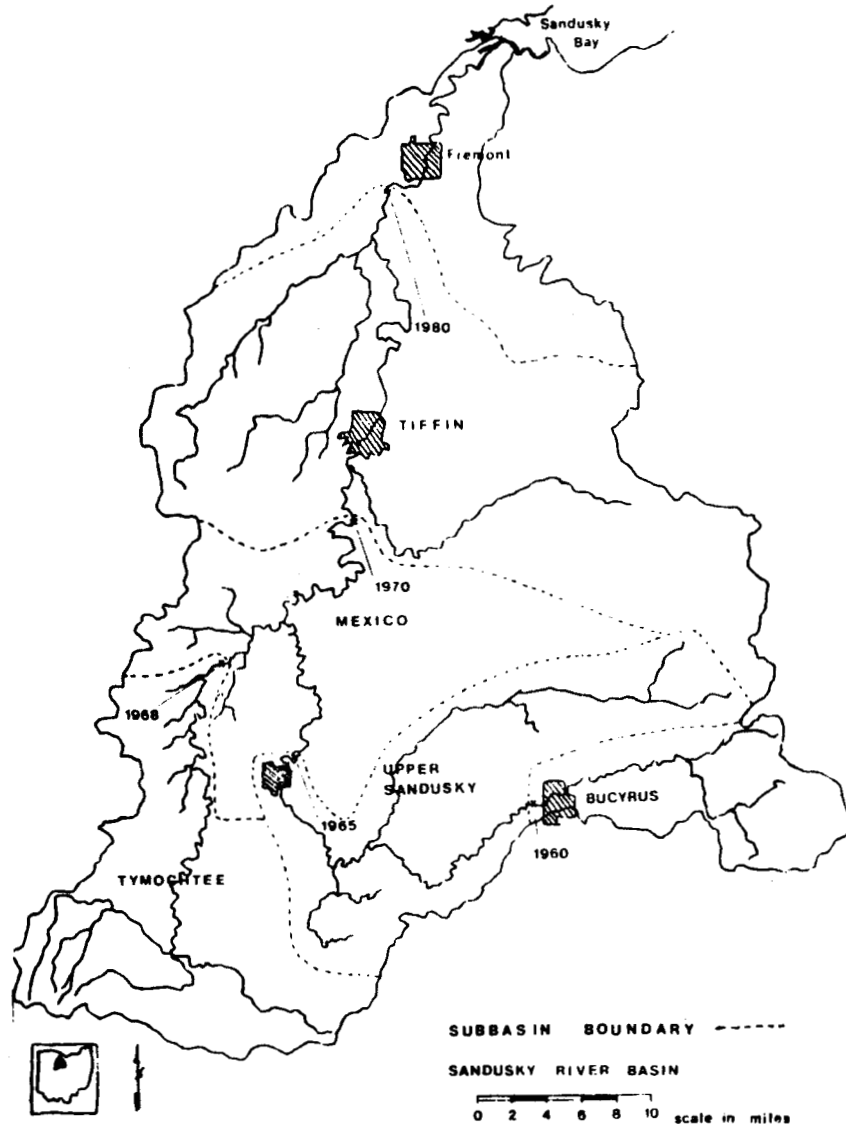 Sandusky
Bay
Fremont
1980
TIFFIN
1970
MEXICO
1968
UPPER
SANDUSKY
BUCYRUS
1965
1960
TYMOCHTEE
SUBBASIN BOUNDARY
SANDUSKY RIVER BASIN
0 2 4 6 8 10 scale in miles